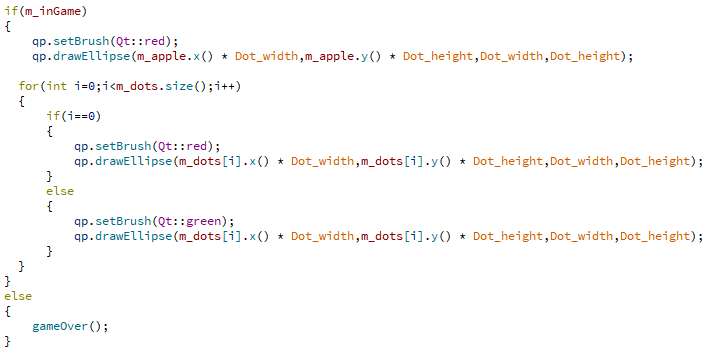 if(m_inGame)
{
    qp.setBrush(Qt::red);
    qp.drawEllipse(m_apple.x() * Dot_width,m_apple.y() * Dot_height,Dot_width,Dot_height);
  for(int i=0;i<m_dots.size();i++)
  {
      if(i==0)
      {
          qp.setBrush(Qt::red);
          qp.drawEllipse(m_dots[i].x() * Dot_width,m_dots[i].y() * Dot_height,Dot_width,Dot_height);
      }
      else
      {
          qp.setBrush(Qt::green);
          qp.drawEllipse(m_dots[i].x() * Dot_width,m_dots[i].y() * Dot_height,Dot_width,Dot_height);
      }
  }
}
else
{
    gameOver();
}